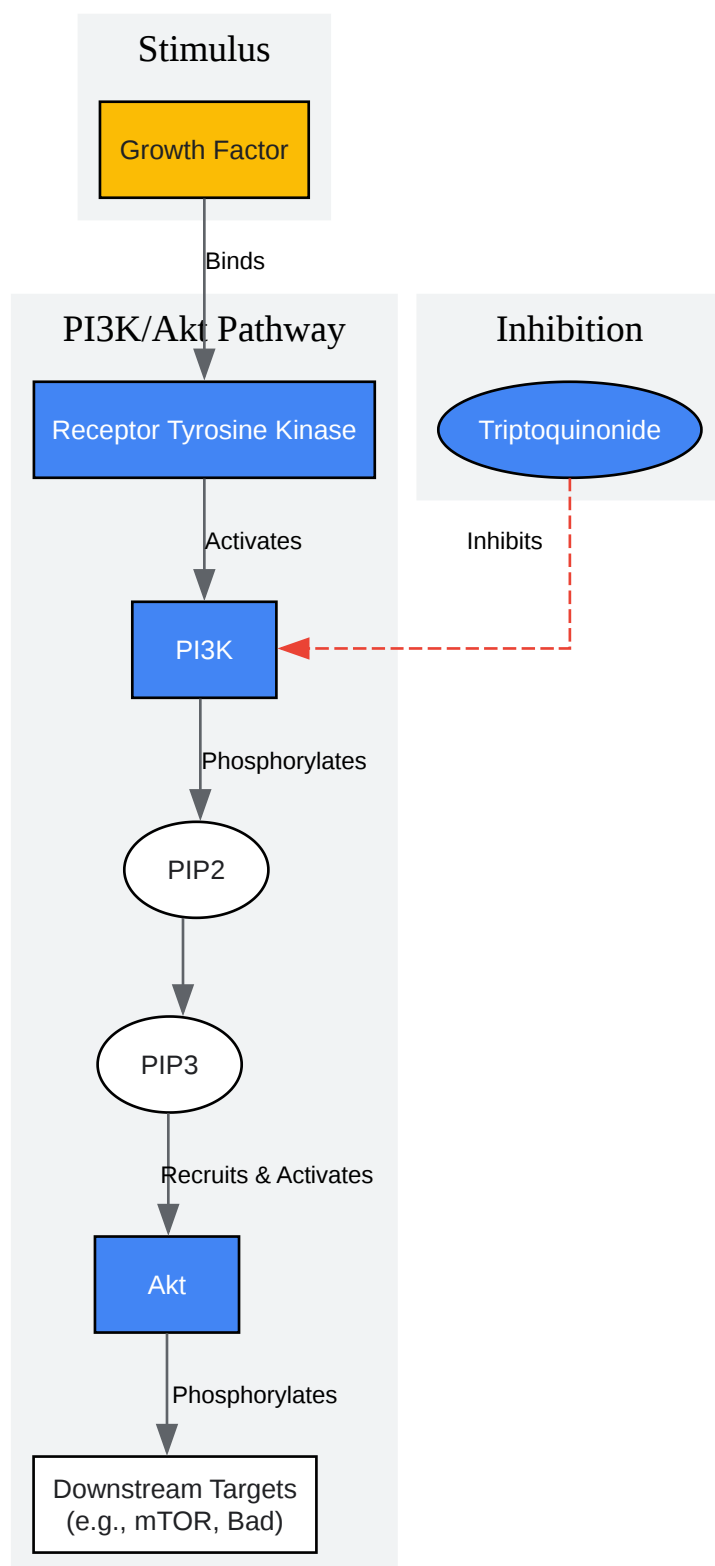 Stimulus
Growth Factor
Binds
PI3K/Akt Pathway
Inhibition
Receptor Tyrosine Kinase
Triptoquinonide
Activates
Inhibits
PI3K
Phosphorylates
PIP2
PIP3
Recruits & Activates
Akt
Phosphorylates
Downstream Targets
(e.g., mTOR, Bad)